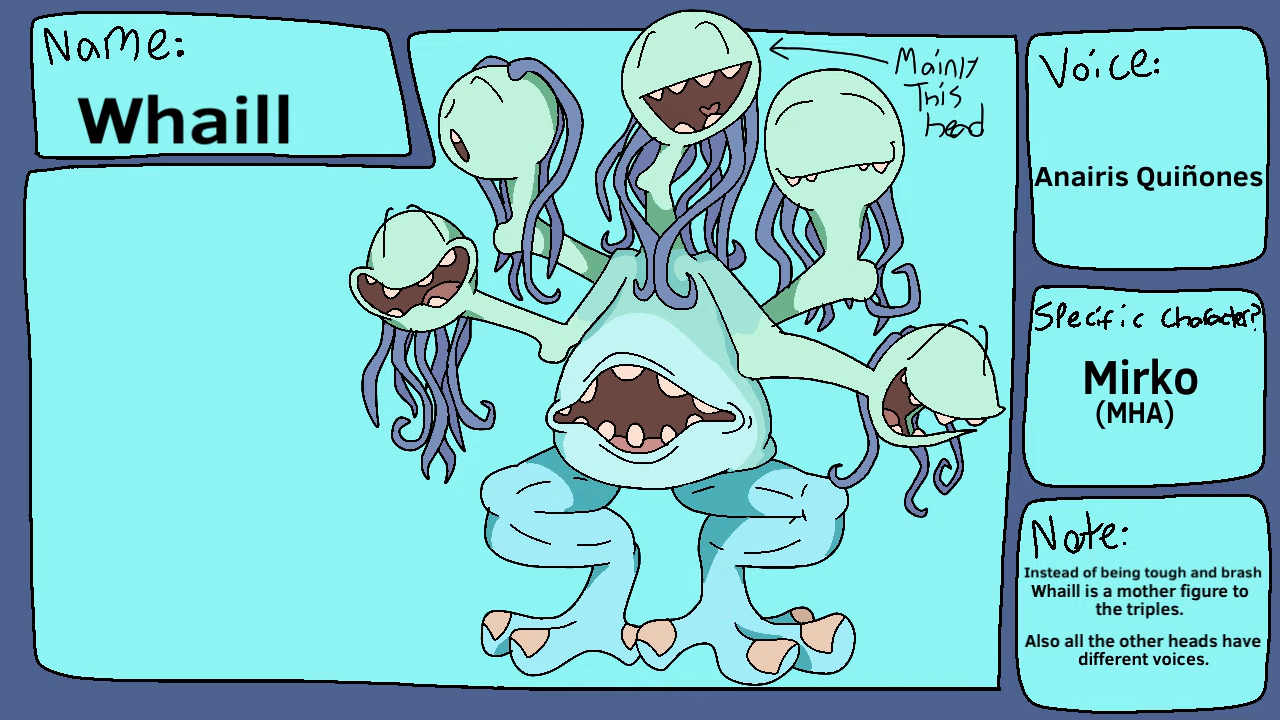 Name:
Whaill
Mainly
This
head
Voice:
Anairis Quiñones
Specific Character?
Mirko
(MHA)
Note:
Instead of being tough and brash
Whaill is a mother figure to
the triples.
Also all the other heads have
different voices.